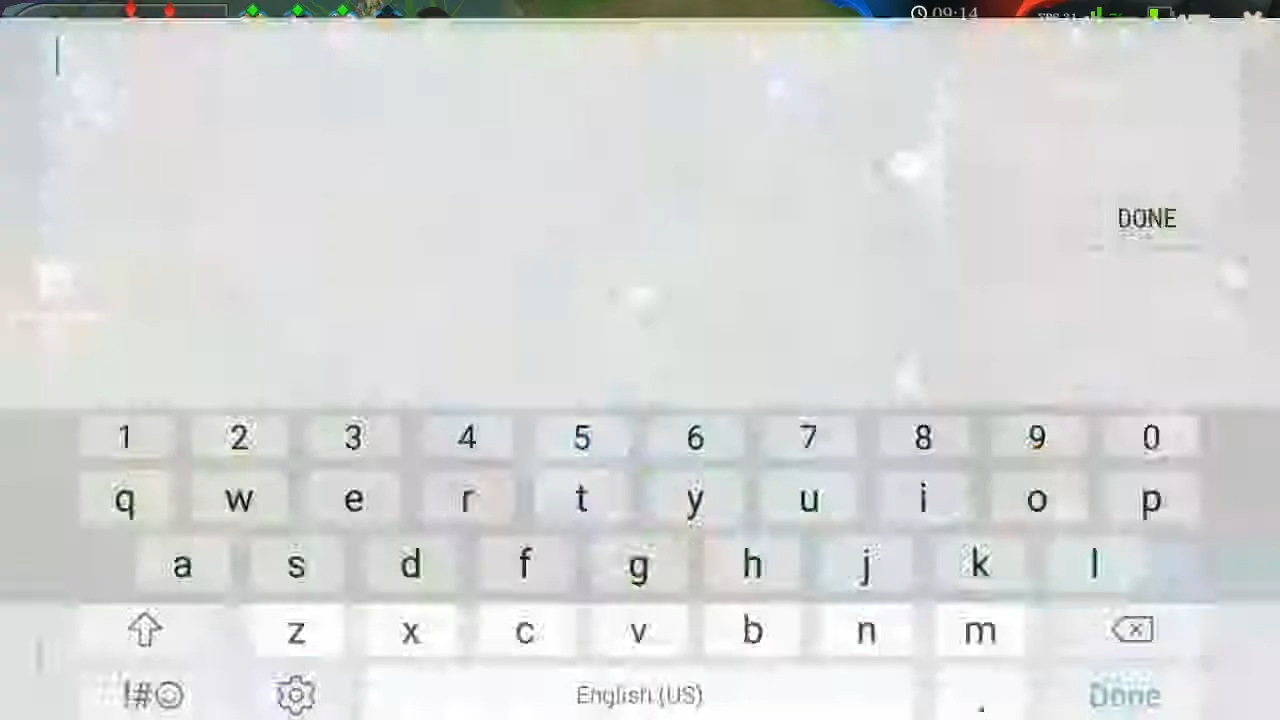 09:14
DONE
1 2 3 4 5 6 7 8 9 0
q w e r t y u i o p
a s d f g h j k l
z x c v b n m
!#☺ English (US) . Done